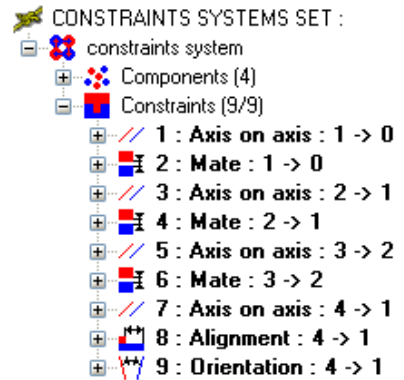 CONSTRAINTS SYSTEMS SET :
constraints system
Components (4)
Constraints (9/9)
1 : Axis on axis : 1 -> 0
2 : Mate : 1 -> 0
3 : Axis on axis : 2 -> 1
4 : Mate : 2 -> 1
5 : Axis on axis : 3 -> 2
6 : Mate : 3 -> 2
7 : Axis on axis : 4 -> 1
8 : Alignment : 4 -> 1
9 : Orientation : 4 -> 1